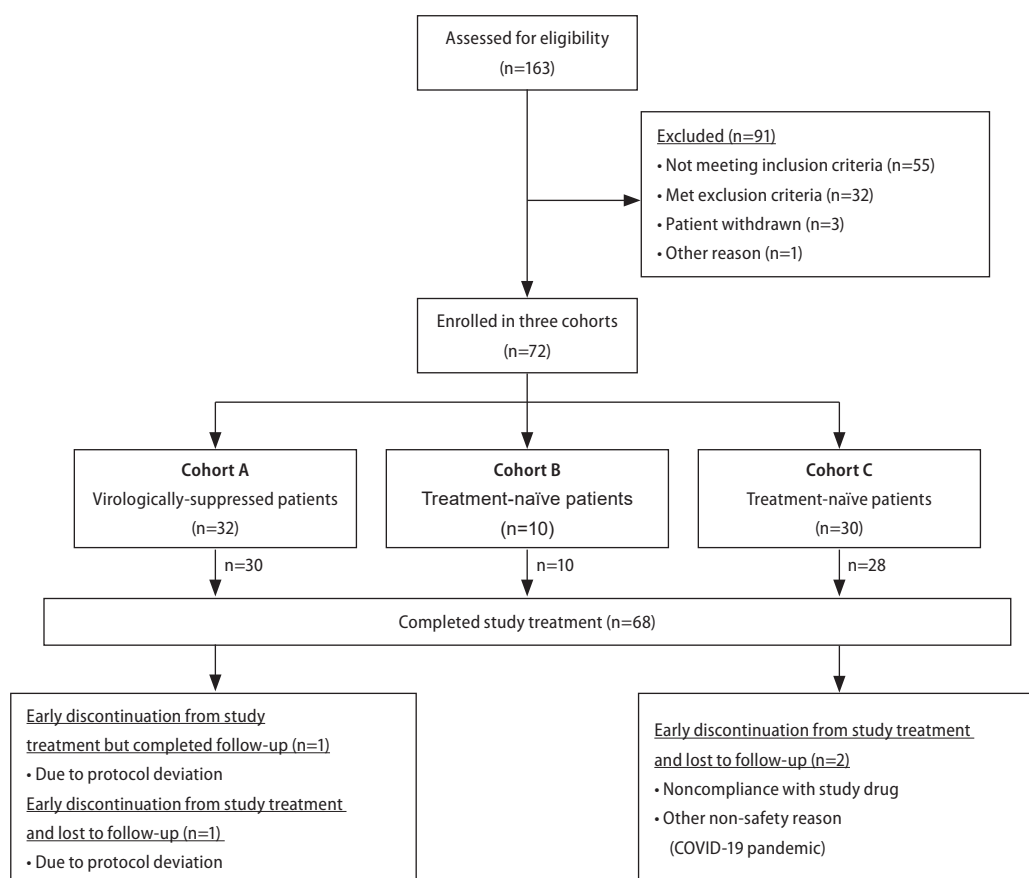 Assessed for eligibility
(n=163)
Excluded (n=91)
• Not meeting inclusion criteria (n=55)
• Met exclusion criteria (n=32)
• Patient withdrawn (n=3)
• Other reason (n=1)
Enrolled in three cohorts
(n=72)
Cohort A
Virologically-suppressed patients
(n=32)
Cohort B
Treatment-naïve patients
(n=10)
Cohort C
Treatment-naïve patients
(n=30)
n=30
n=10
n=28
Completed study treatment (n=68)
Early discontinuation from study
treatment but completed follow-up (n=1)
• Due to protocol deviation
Early discontinuation from study treatment
and lost to follow-up (n=1)
• Due to protocol deviation
Early discontinuation from study treatment
and lost to follow-up (n=2)
• Noncompliance with study drug
• Other non-safety reason
(COVID-19 pandemic)